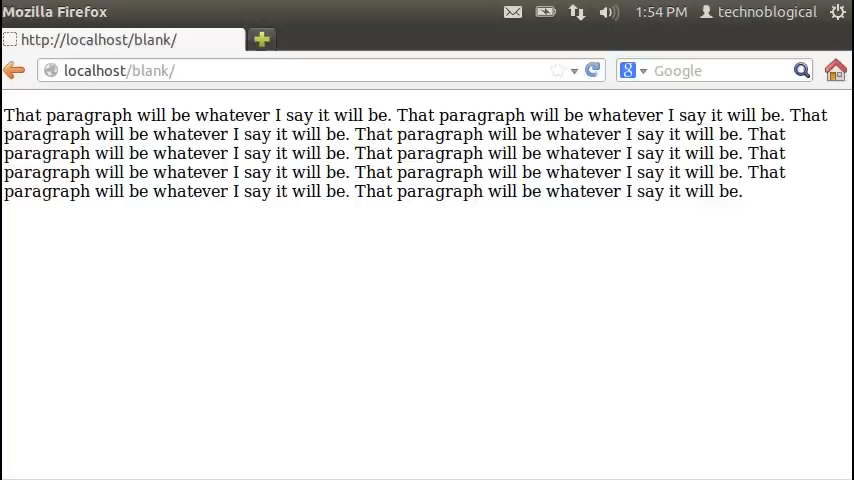 Mozilla Firefox
1:54 PM
technoblogical
http://localhost/blank/
localhost/blank/
Google
That paragraph will be whatever I say it will be. That paragraph will be whatever I say it will be. That
paragraph will be whatever I say it will be. That paragraph will be whatever I say it will be. That
paragraph will be whatever I say it will be. That paragraph will be whatever I say it will be. That
paragraph will be whatever I say it will be. That paragraph will be whatever I say it will be. That
paragraph will be whatever I say it will be. That paragraph will be whatever I say it will be.